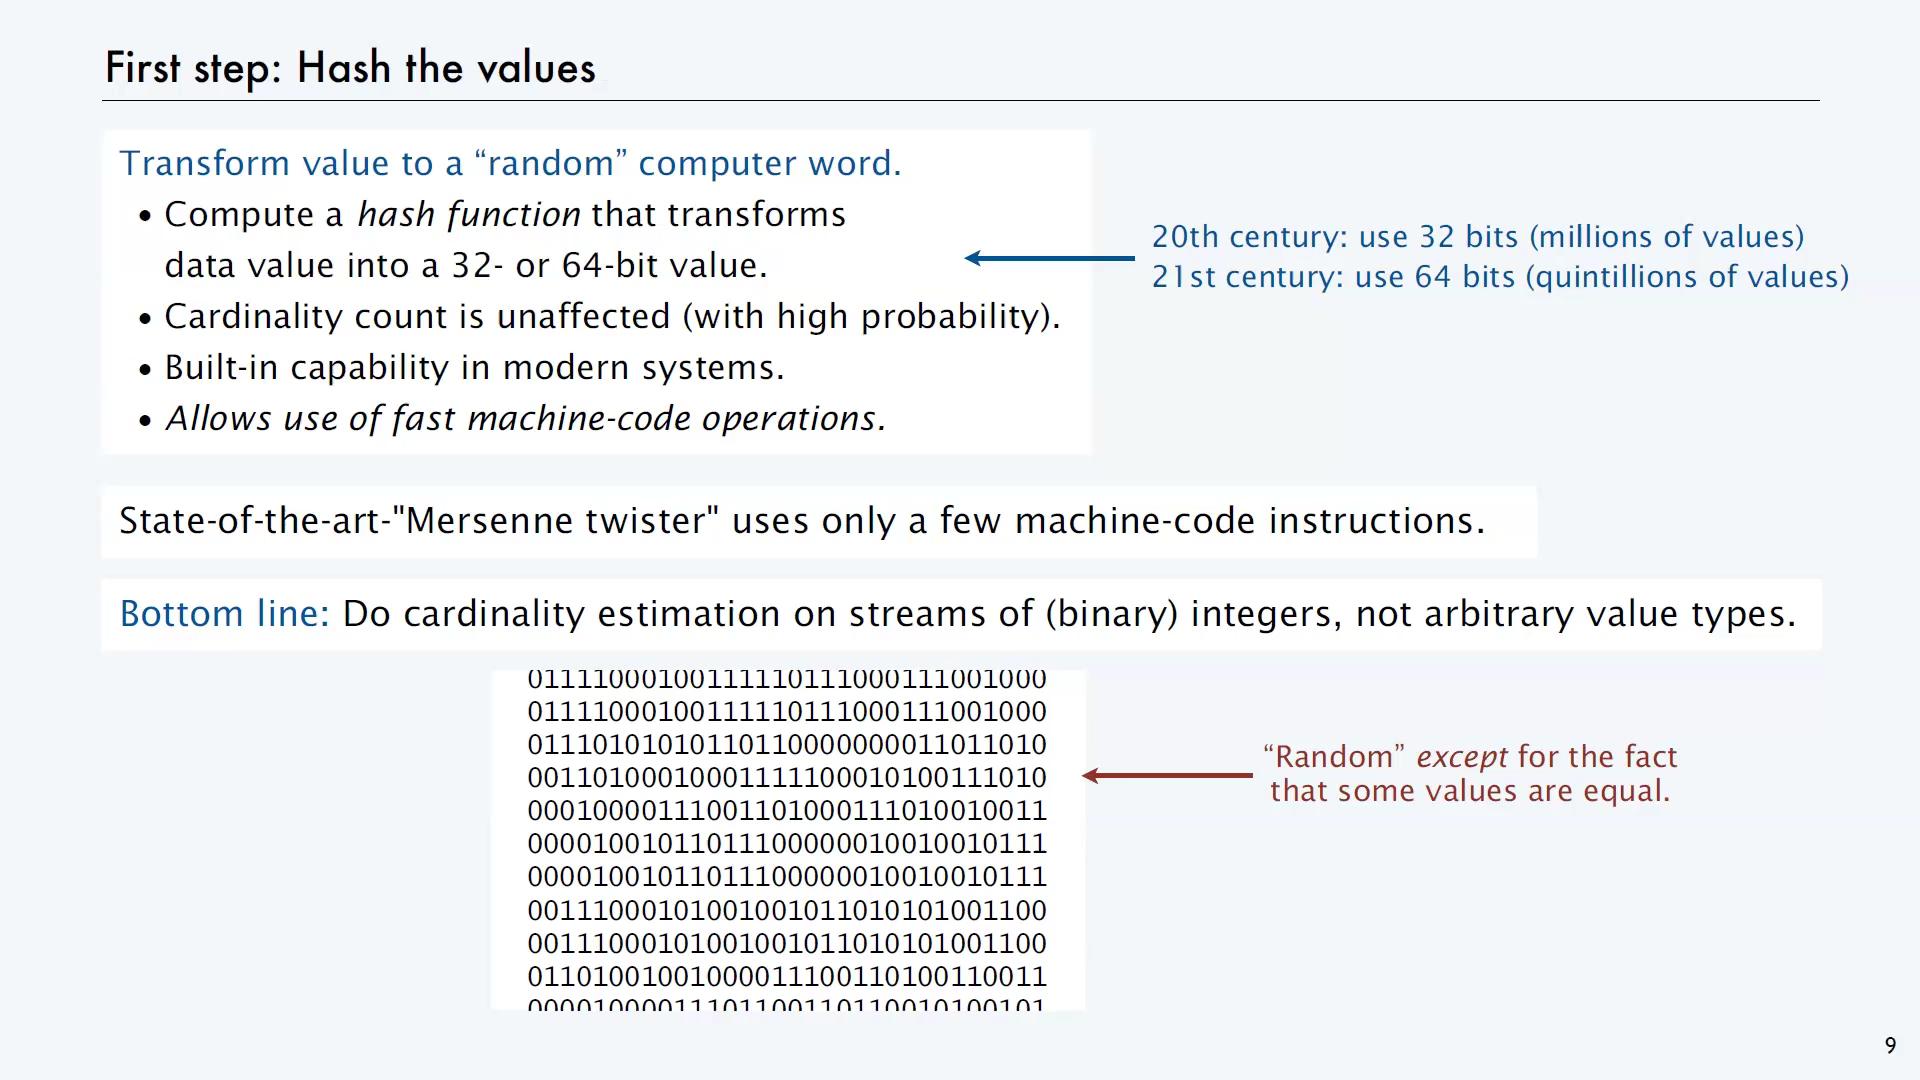 First step: Hash the values
Transform value to a “random” computer word.
• Compute a hash function that transforms
data value into a 32- or 64-bit value.
• Cardinality count is unaffected (with high probability).
• Built-in capability in modern systems.
• Allows use of fast machine-code operations.
20th century: use 32 bits (millions of values)
21st century: use 64 bits (quintillions of values)
State-of-the-art-"Mersenne twister" uses only a few machine-code instructions.
Bottom line: Do cardinality estimation on streams of (binary) integers, not arbitrary value types.
01111000100111110111000111001000
01111000100111110111000111001000
01110101010110110000000011011010
00110100010001111100010100111010
00010000111001101000111010010011
00001001011011100000010010010111
00001001011011100000010010010111
00111000101001001011010101001100
00111000101001001011010101001100
01101001001000011100110100110011
00001000011101100110110010100101
“Random” except for the fact
that some values are equal.
9